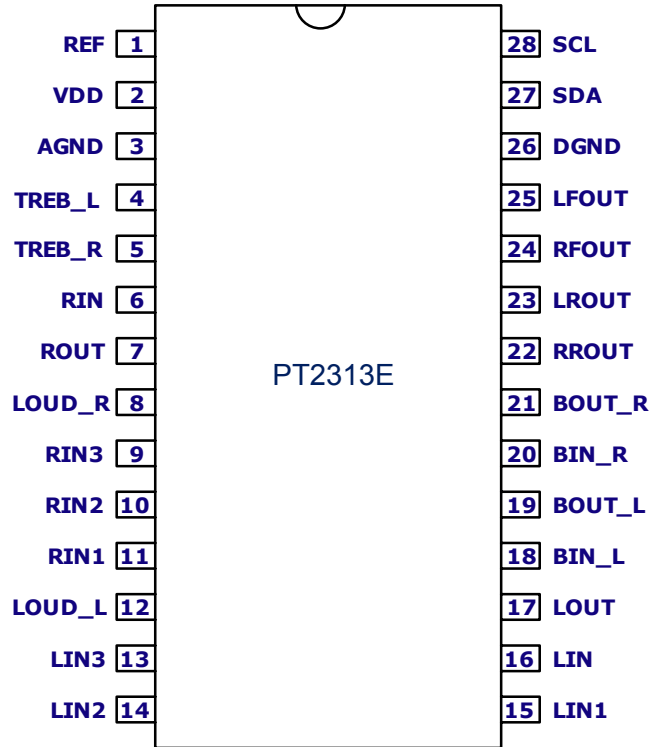 REF 1 28 SCL
VDD 2 27 SDA
AGND 3 26 DGND
TREB_L 4 25 LFOUT
TREB_R 5 24 RFOUT
RIN 6 23 LROUT
ROUT 7 22 RROUT
PT2313E
LOUD_R 8 21 BOUT_R
RIN3 9 20 BIN_R
RIN2 10 19 BOUT_L
RIN1 11 18 BIN_L
LOUD_L 12 17 LOUT
LIN3 13 16 LIN
LIN2 14 15 LIN1